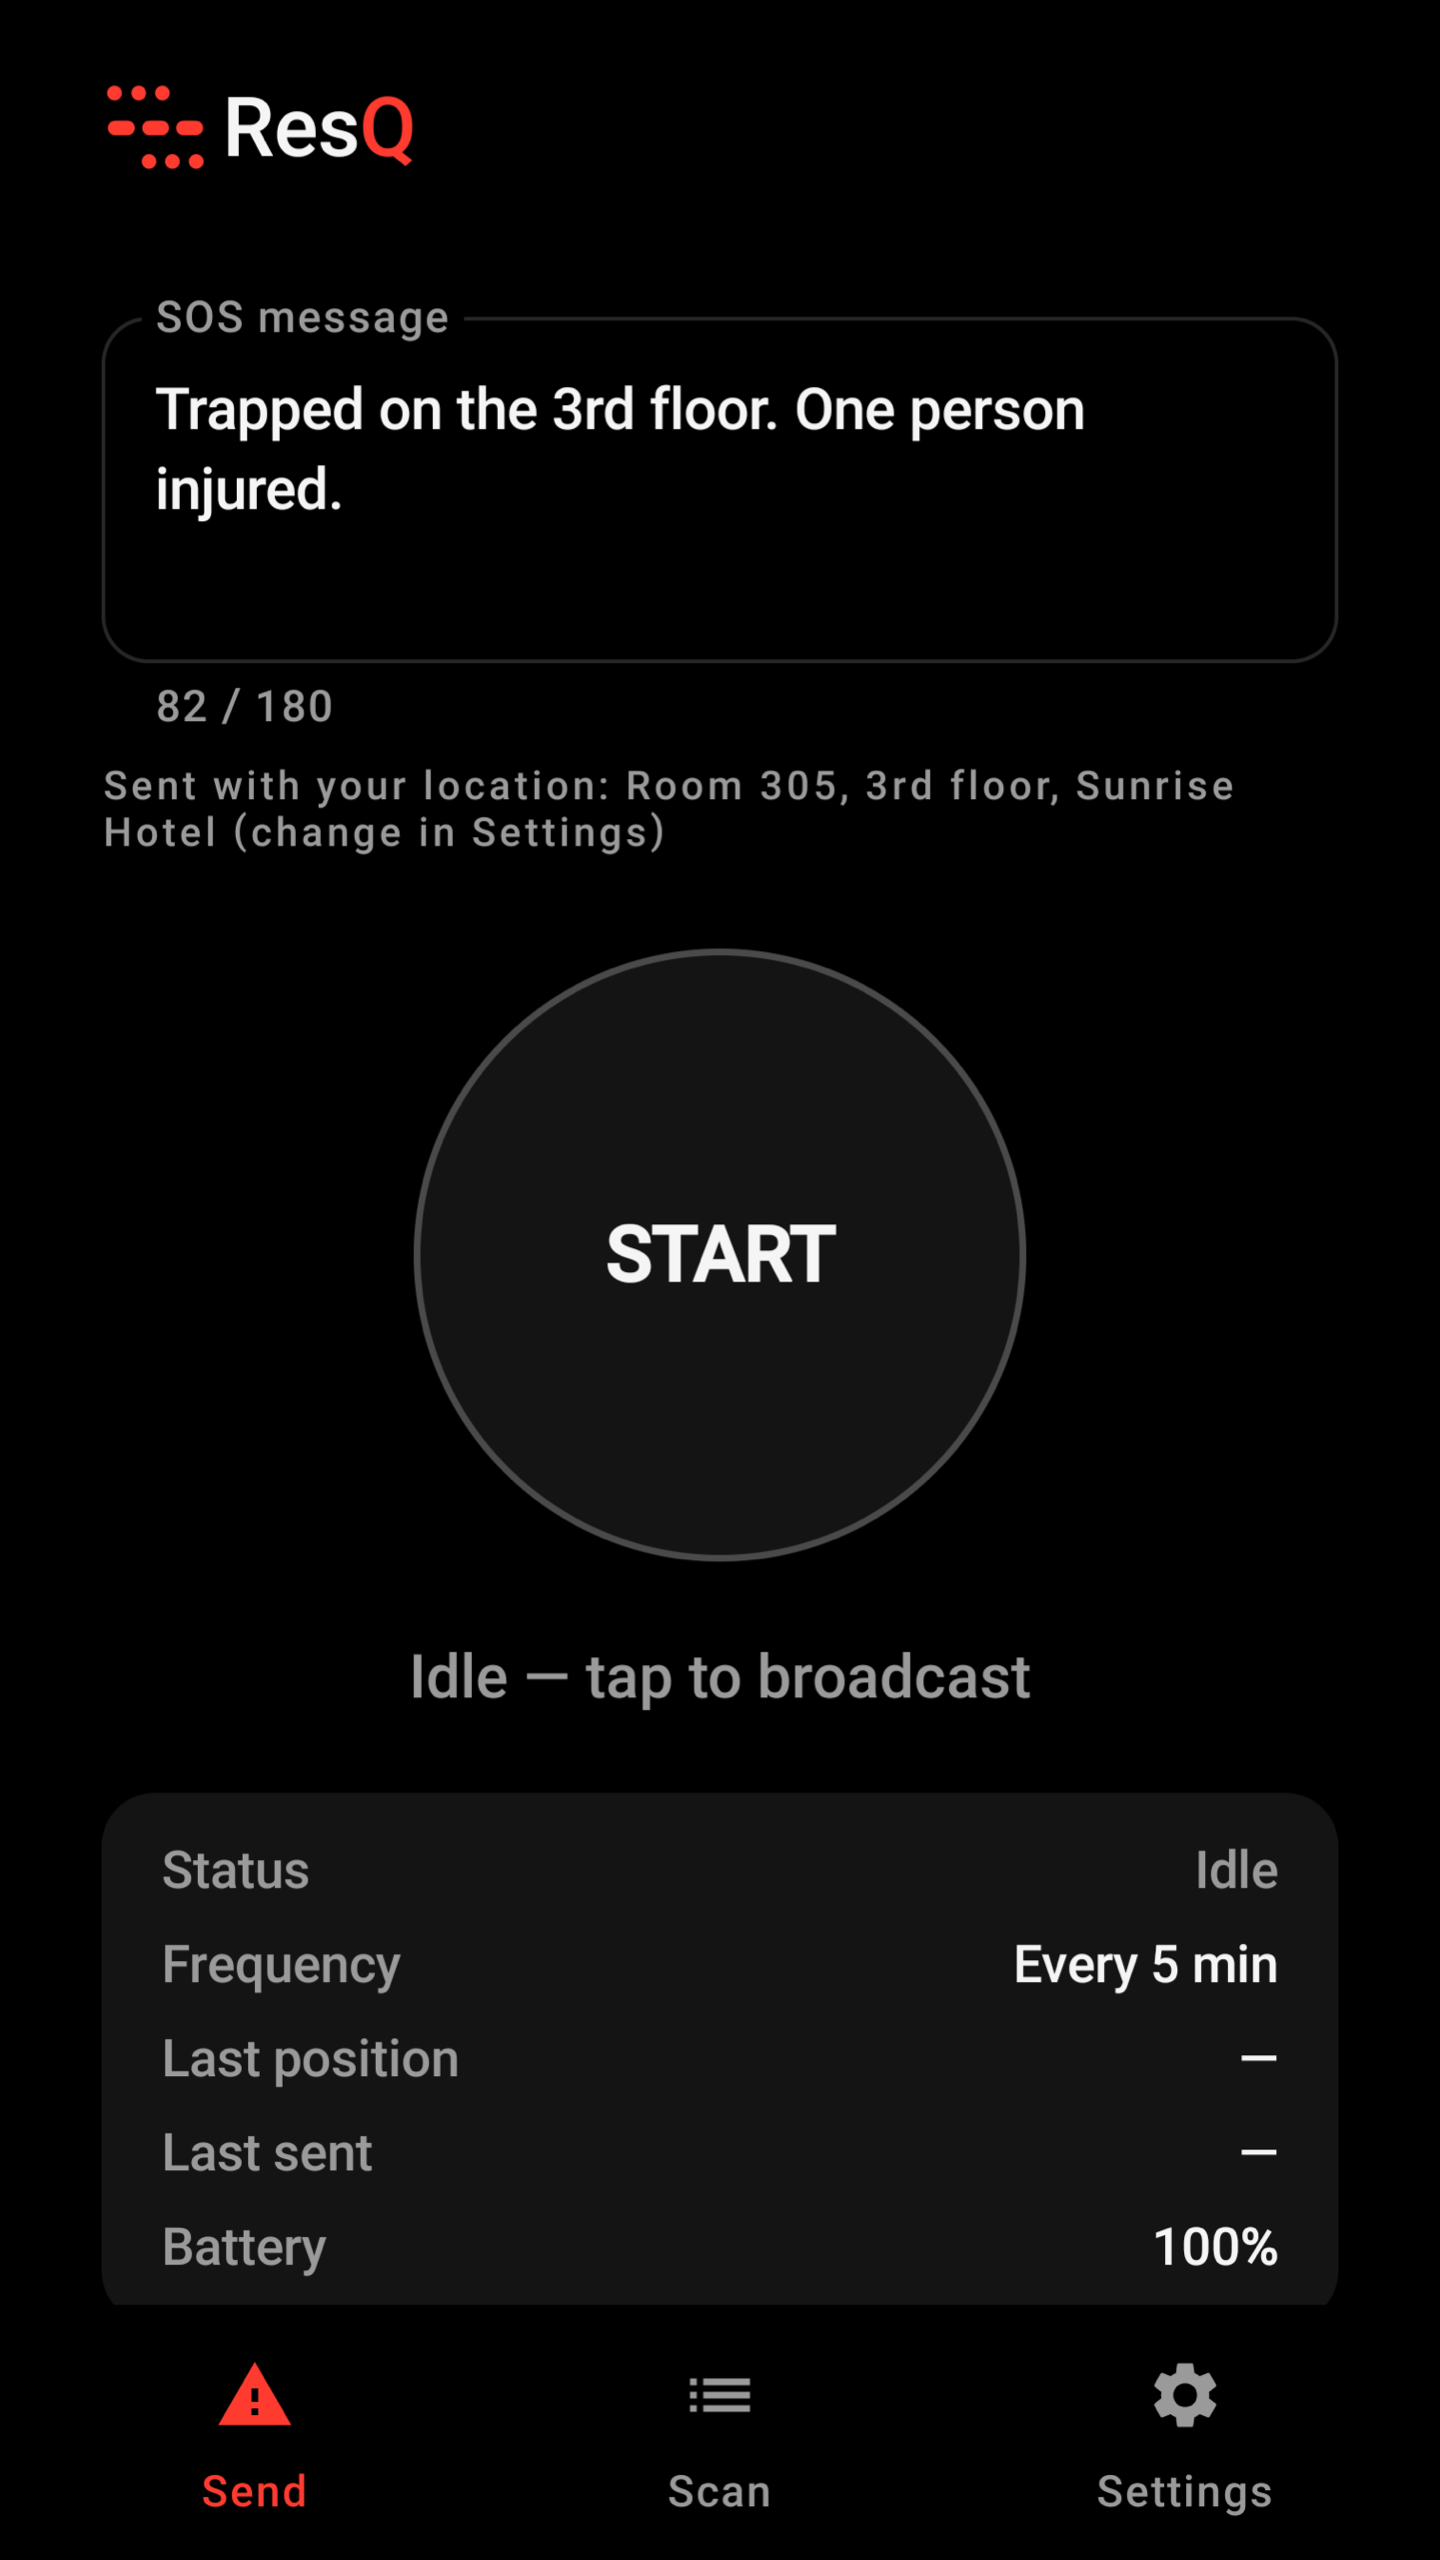 ResQ
SOS message
Trapped on the 3rd floor. One person
injured.
82 / 180
Sent with your location: Room 305, 3rd floor, Sunrise
Hotel (change in Settings)
START
Idle — tap to broadcast
Status Idle
Frequency Every 5 min
Last position —
Last sent —
Battery 100%
Send Scan Settings